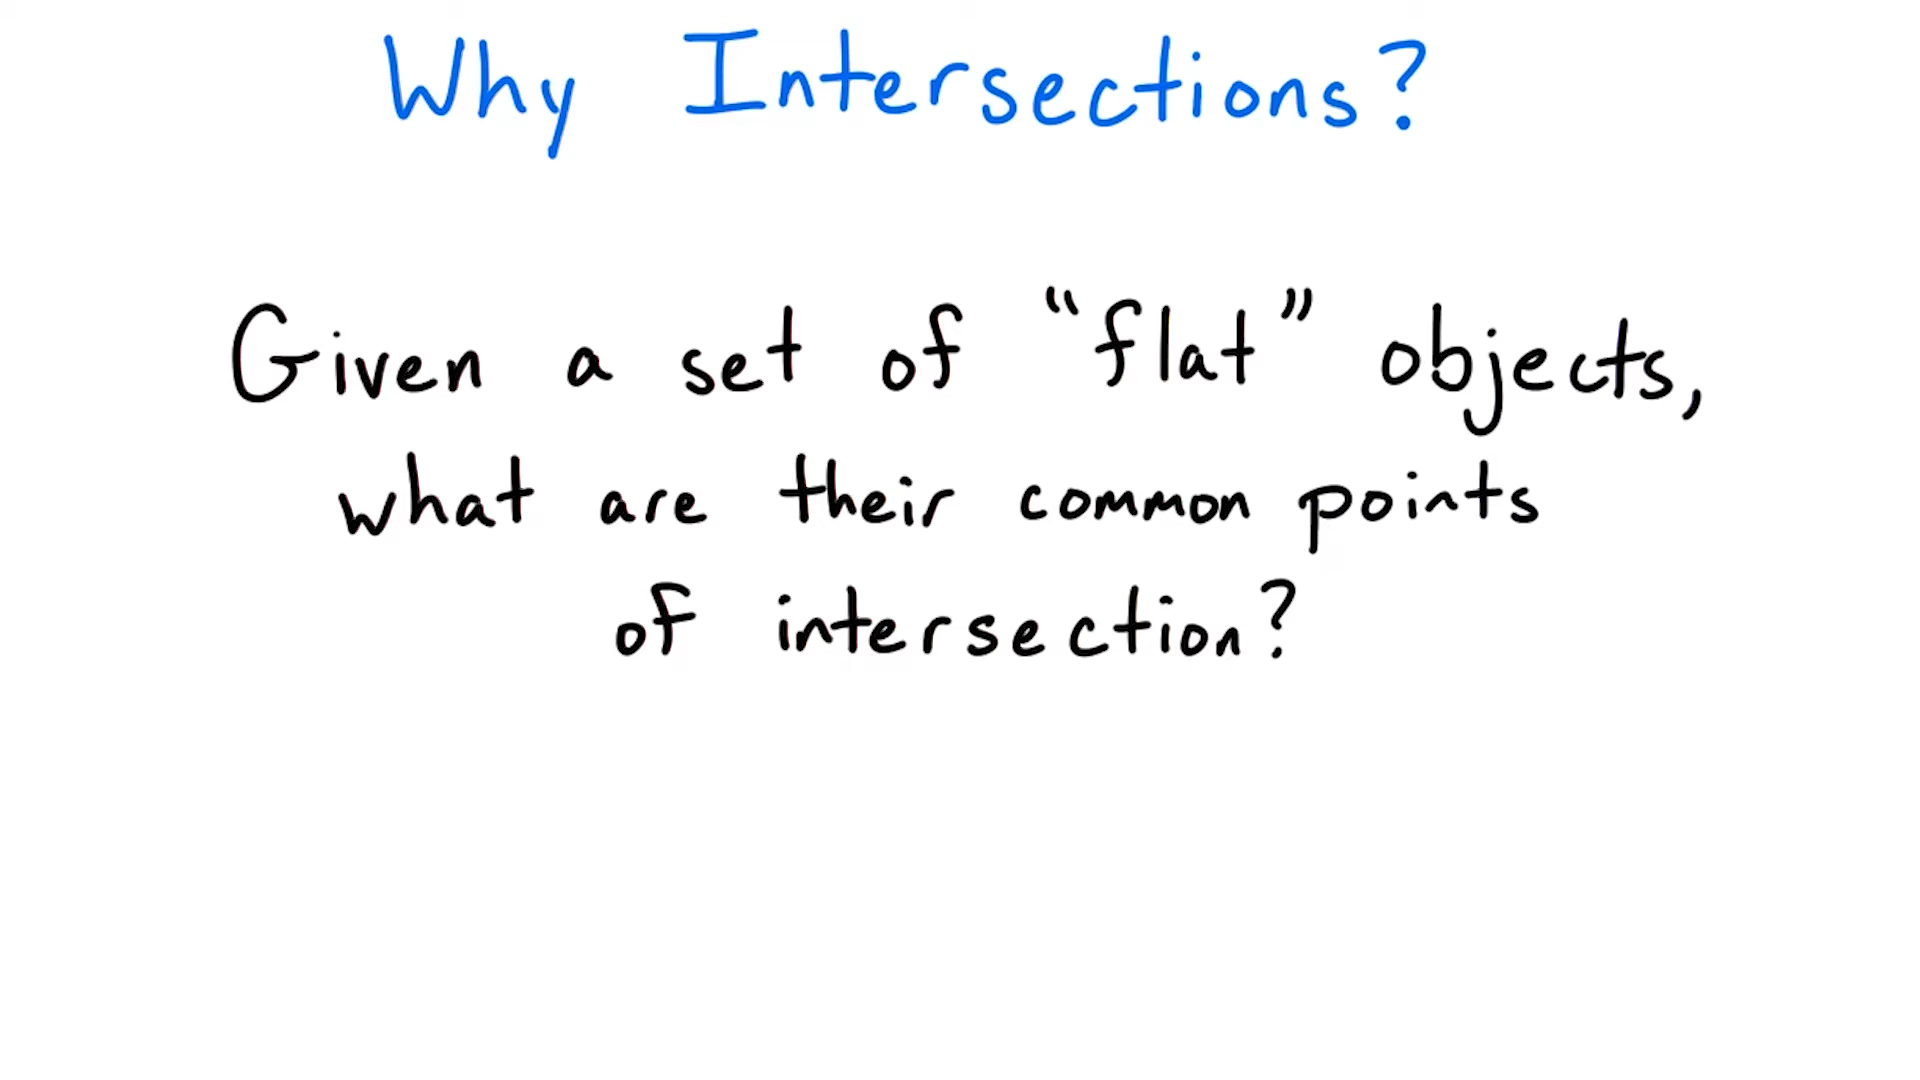 Why Intersections?
Given a set of “flat” objects,
what are their common points
of intersection?